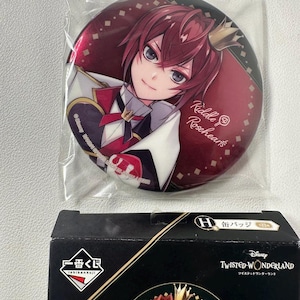 Riddle
Rosehearts
H 缶バッジ
一番くじ
Disney
TWISTED-WONDERLAND
ツイステッドワンダーランド